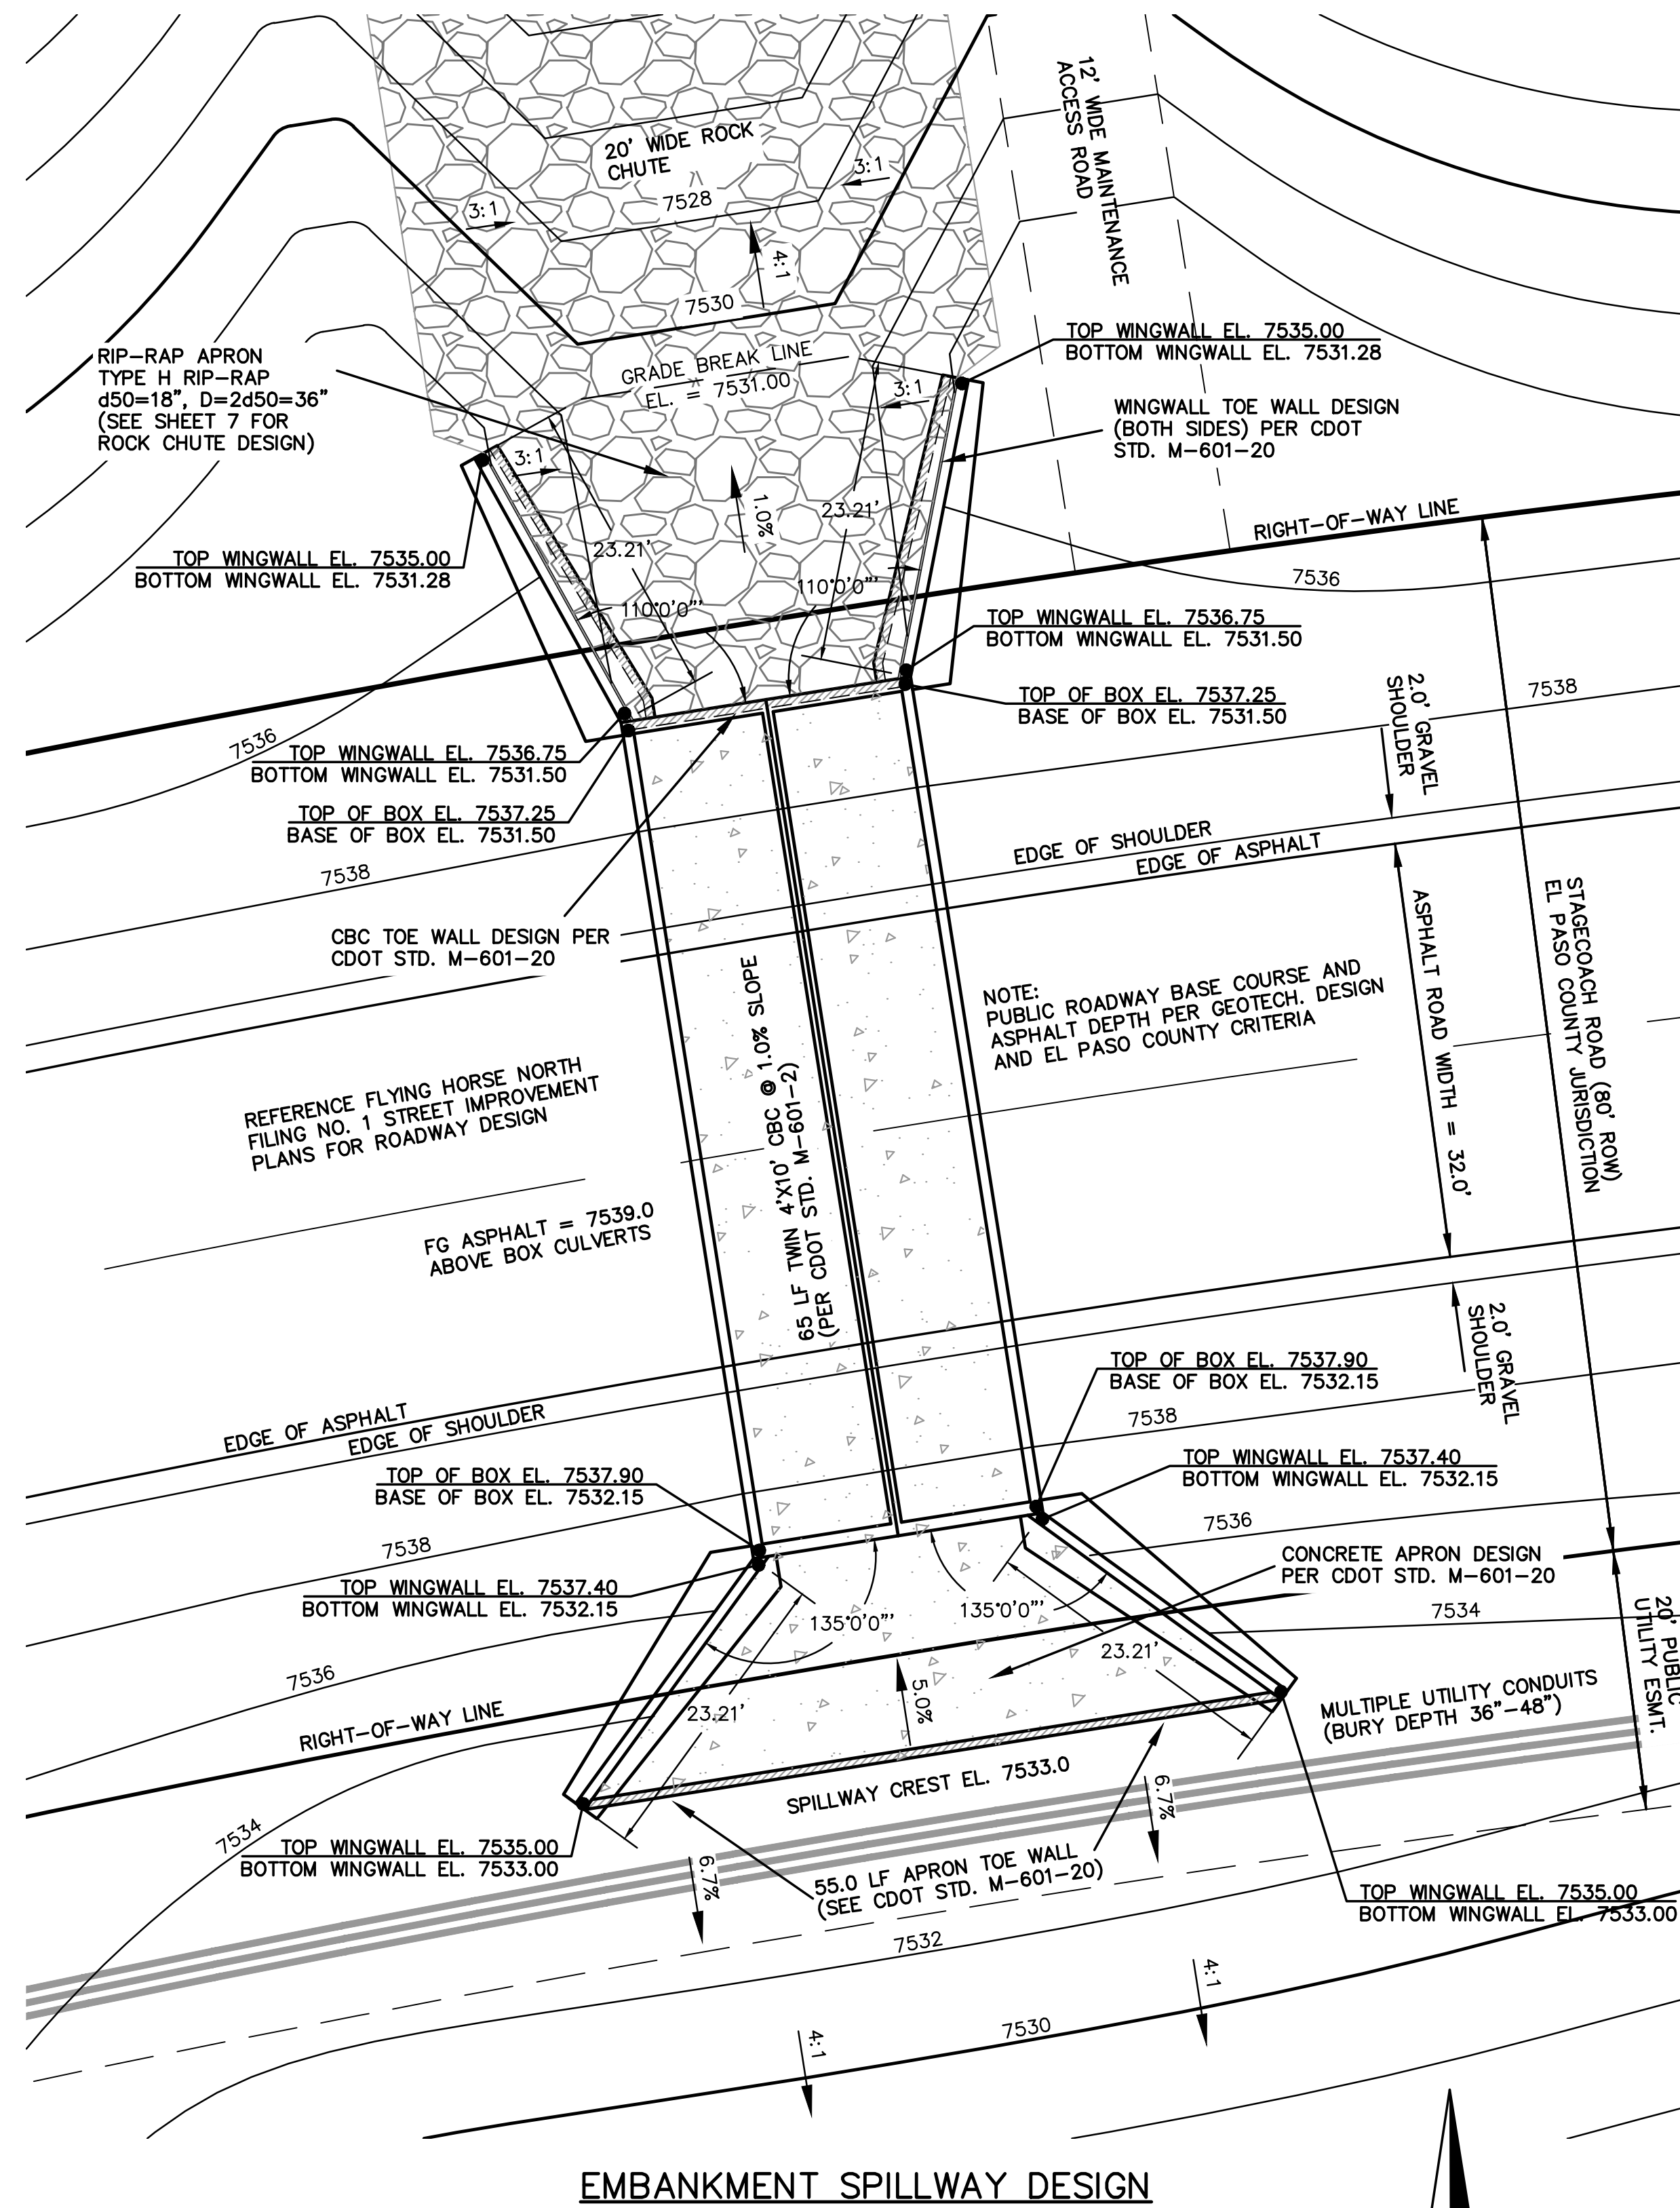 12' WIDE MAINTENANCE
ACCESS ROAD
20' WIDE ROCK
CHUTE
3:1
3:1
7528
4:1
7530
GRADE BREAK LINE
EL. = 7531.00
RIP-RAP APRON
TYPE H RIP-RAP
d50=18", D=2d50=36"
(SEE SHEET 7 FOR
ROCK CHUTE DESIGN)
TOP WINGWALL EL. 7535.00
BOTTOM WINGWALL EL. 7531.28
3:1
WINGWALL TOE WALL DESIGN
(BOTH SIDES) PER CDOT
STD. M-601-20
3:1
1.0%
23.21'
23.21'
RIGHT-OF-WAY LINE
TOP WINGWALL EL. 7535.00
BOTTOM WINGWALL EL. 7531.28
7536
110°0'0"'
110°0'0"'
TOP WINGWALL EL. 7536.75
BOTTOM WINGWALL EL. 7531.50
TOP OF BOX EL. 7537.25
BASE OF BOX EL. 7531.50
7538
2.0' GRAVEL
SHOULDER
7536
TOP WINGWALL EL. 7536.75
BOTTOM WINGWALL EL. 7531.50
TOP OF BOX EL. 7537.25
BASE OF BOX EL. 7531.50
7538
EDGE OF SHOULDER
EDGE OF ASPHALT
CBC TOE WALL DESIGN PER
CDOT STD. M-601-20
ASPHALT ROAD WIDTH = 32.0'
STAGECOACH ROAD (80' ROW)
EL PASO COUNTY JURISDICTION
NOTE:
PUBLIC ROADWAY BASE COURSE AND
ASPHALT DEPTH PER GEOTECH. DESIGN
AND EL PASO COUNTY CRITERIA
65 LF TWIN 4'X10' CBC @ 1.0% SLOPE
(PER CDOT STD. M-601-2)
REFERENCE FLYING HORSE NORTH
FILING NO. 1 STREET IMPROVEMENT
PLANS FOR ROADWAY DESIGN
FG ASPHALT = 7539.0
ABOVE BOX CULVERTS
2.0' GRAVEL
SHOULDER
TOP OF BOX EL. 7537.90
BASE OF BOX EL. 7532.15
7538
EDGE OF ASPHALT
EDGE OF SHOULDER
TOP WINGWALL EL. 7537.40
BOTTOM WINGWALL EL. 7532.15
TOP OF BOX EL. 7537.90
BASE OF BOX EL. 7532.15
7536
7538
CONCRETE APRON DESIGN
PER CDOT STD. M-601-20
TOP WINGWALL EL. 7537.40
BOTTOM WINGWALL EL. 7532.15
135°0'0"'
135°0'0"'
7534
20' PUBLIC
UTILITY ESMT.
23.21'
7536
5.0%
23.21'
RIGHT-OF-WAY LINE
MULTIPLE UTILITY CONDUITS
(BURY DEPTH 36"-48")
SPILLWAY CREST EL. 7533.0
6.7%
7534
TOP WINGWALL EL. 7535.00
BOTTOM WINGWALL EL. 7533.00
6.7%
55.0 LF APRON TOE WALL
(SEE CDOT STD. M-601-20)
TOP WINGWALL EL. 7535.00
BOTTOM WINGWALL EL. 7533.00
7532
4:1
7530
4:1
EMBANKMENT SPILLWAY DESIGN